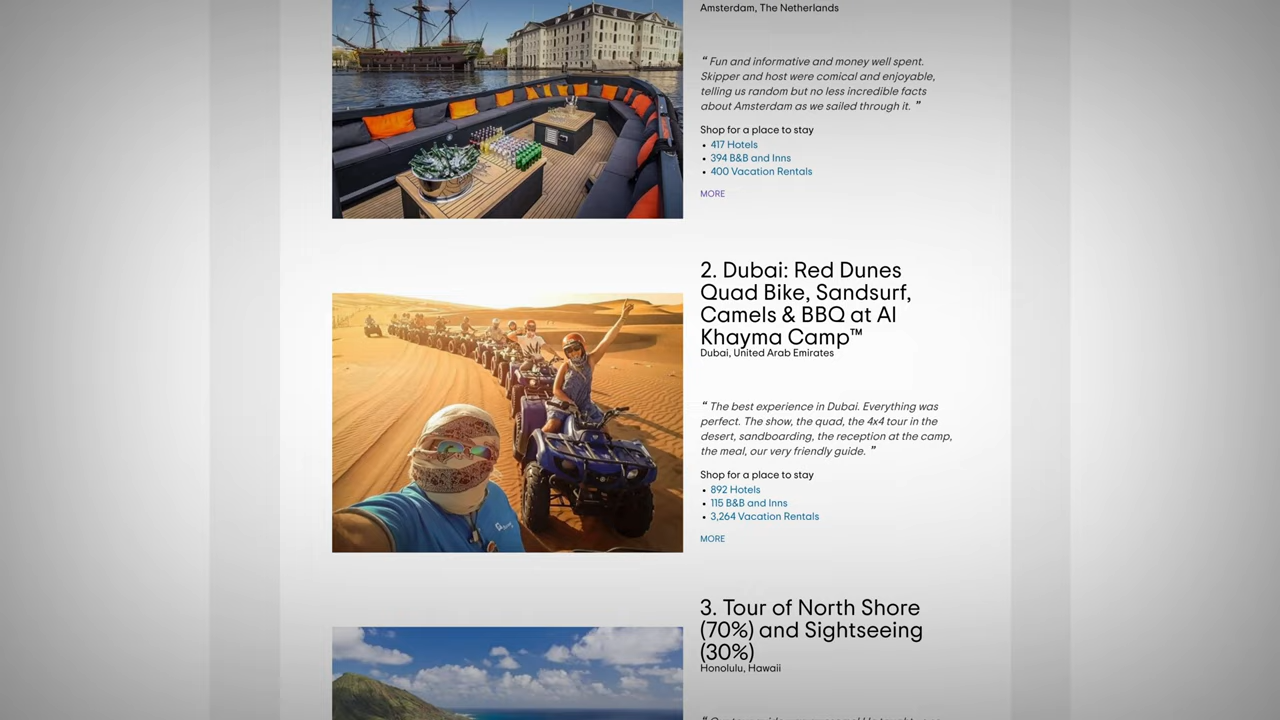 Amsterdam, The Netherlands
“ Fun and informative and money well spent.
Skipper and host were comical and enjoyable,
telling us random but no less incredible facts
about Amsterdam as we sailed through it. ”
Shop for a place to stay
• 417 Hotels
• 394 B&B and Inns
• 400 Vacation Rentals
MORE
2. Dubai: Red Dunes
Quad Bike, Sandsurf,
Camels & BBQ at Al
Khayma Camp™
Dubai, United Arab Emirates
“ The best experience in Dubai. Everything was
perfect. The show, the quad, the 4x4 tour in the
desert, sandboarding, the reception at the camp,
the meal, our very friendly guide. ”
Shop for a place to stay
• 892 Hotels
• 115 B&B and Inns
• 3,264 Vacation Rentals
MORE
3. Tour of North Shore
(70%) and Sightseeing
(30%)
Honolulu, Hawaii